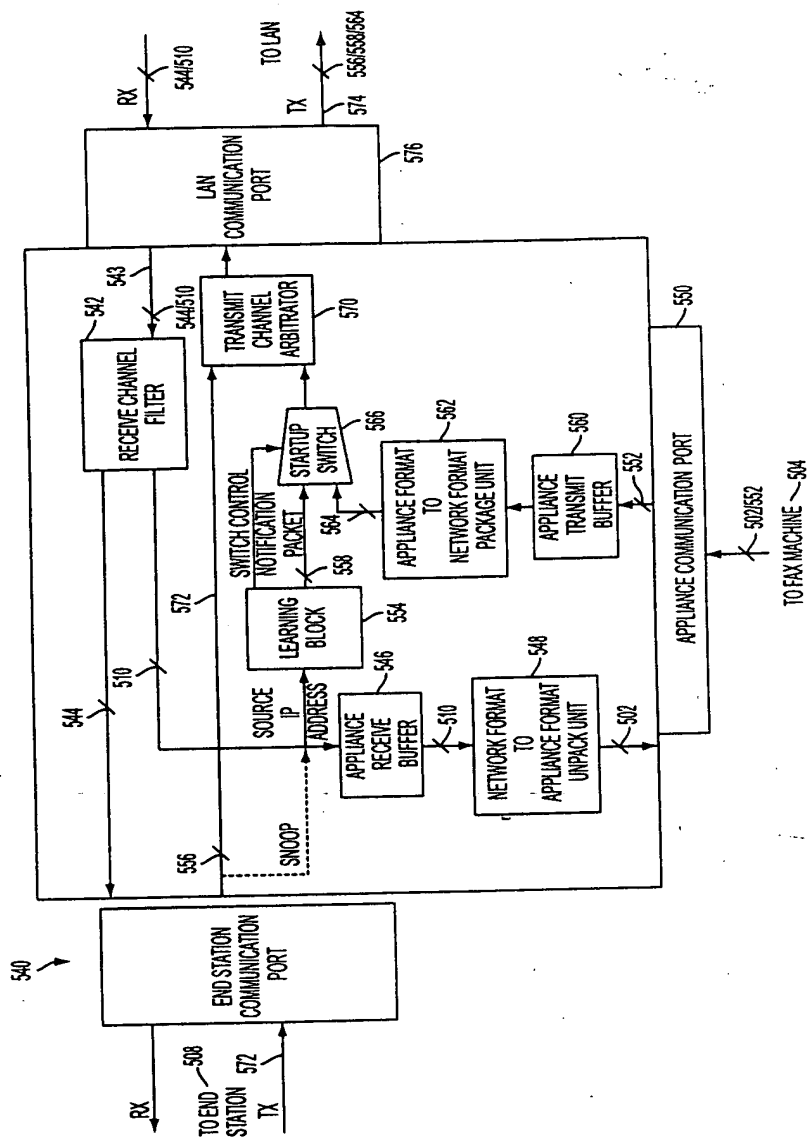 540
END STATION
COMMUNICATION
PORT
RX
TO END
STATION
508
TX
572
544
510
556
572
SNOOP
543
544/510
542
RECEIVE CHANNEL
FILTER
SWITCH CONTROL
NOTIFICATION
PACKET
558
SOURCE
IP
ADDRESS
LEARNING
BLOCK
554
STARTUP
SWITCH
566
564
TRANSMIT
CHANNEL
ARBITRATOR
570
APPLIANCE
RECEIVE
BUFFER
546
510
NETWORK FORMAT
TO
APPLIANCE FORMAT
UNPACK UNIT
548
502
APPLIANCE FORMAT
TO
NETWORK FORMAT
PACKAGE UNIT
562
APPLIANCE
TRANSMIT
BUFFER
560
552
LAN
COMMUNICATION
PORT
576
RX
544/510
TO LAN
TX
556/558/564
574
APPLIANCE COMMUNICATION PORT
550
502/552
TO FAX MACHINE
504